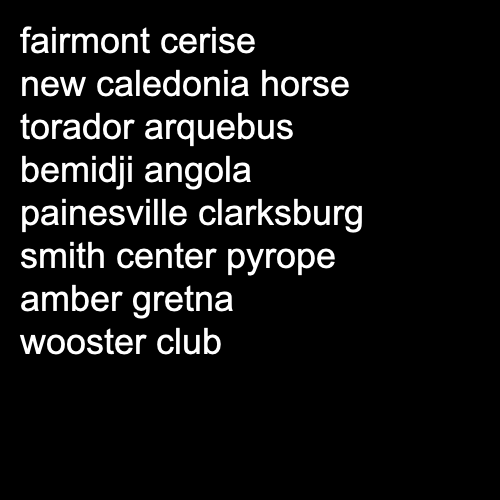 fairmont cerise
new caledonia horse
torador arquebus
bemidji angola
painesville clarksburg
smith center pyrope
amber gretna
wooster club